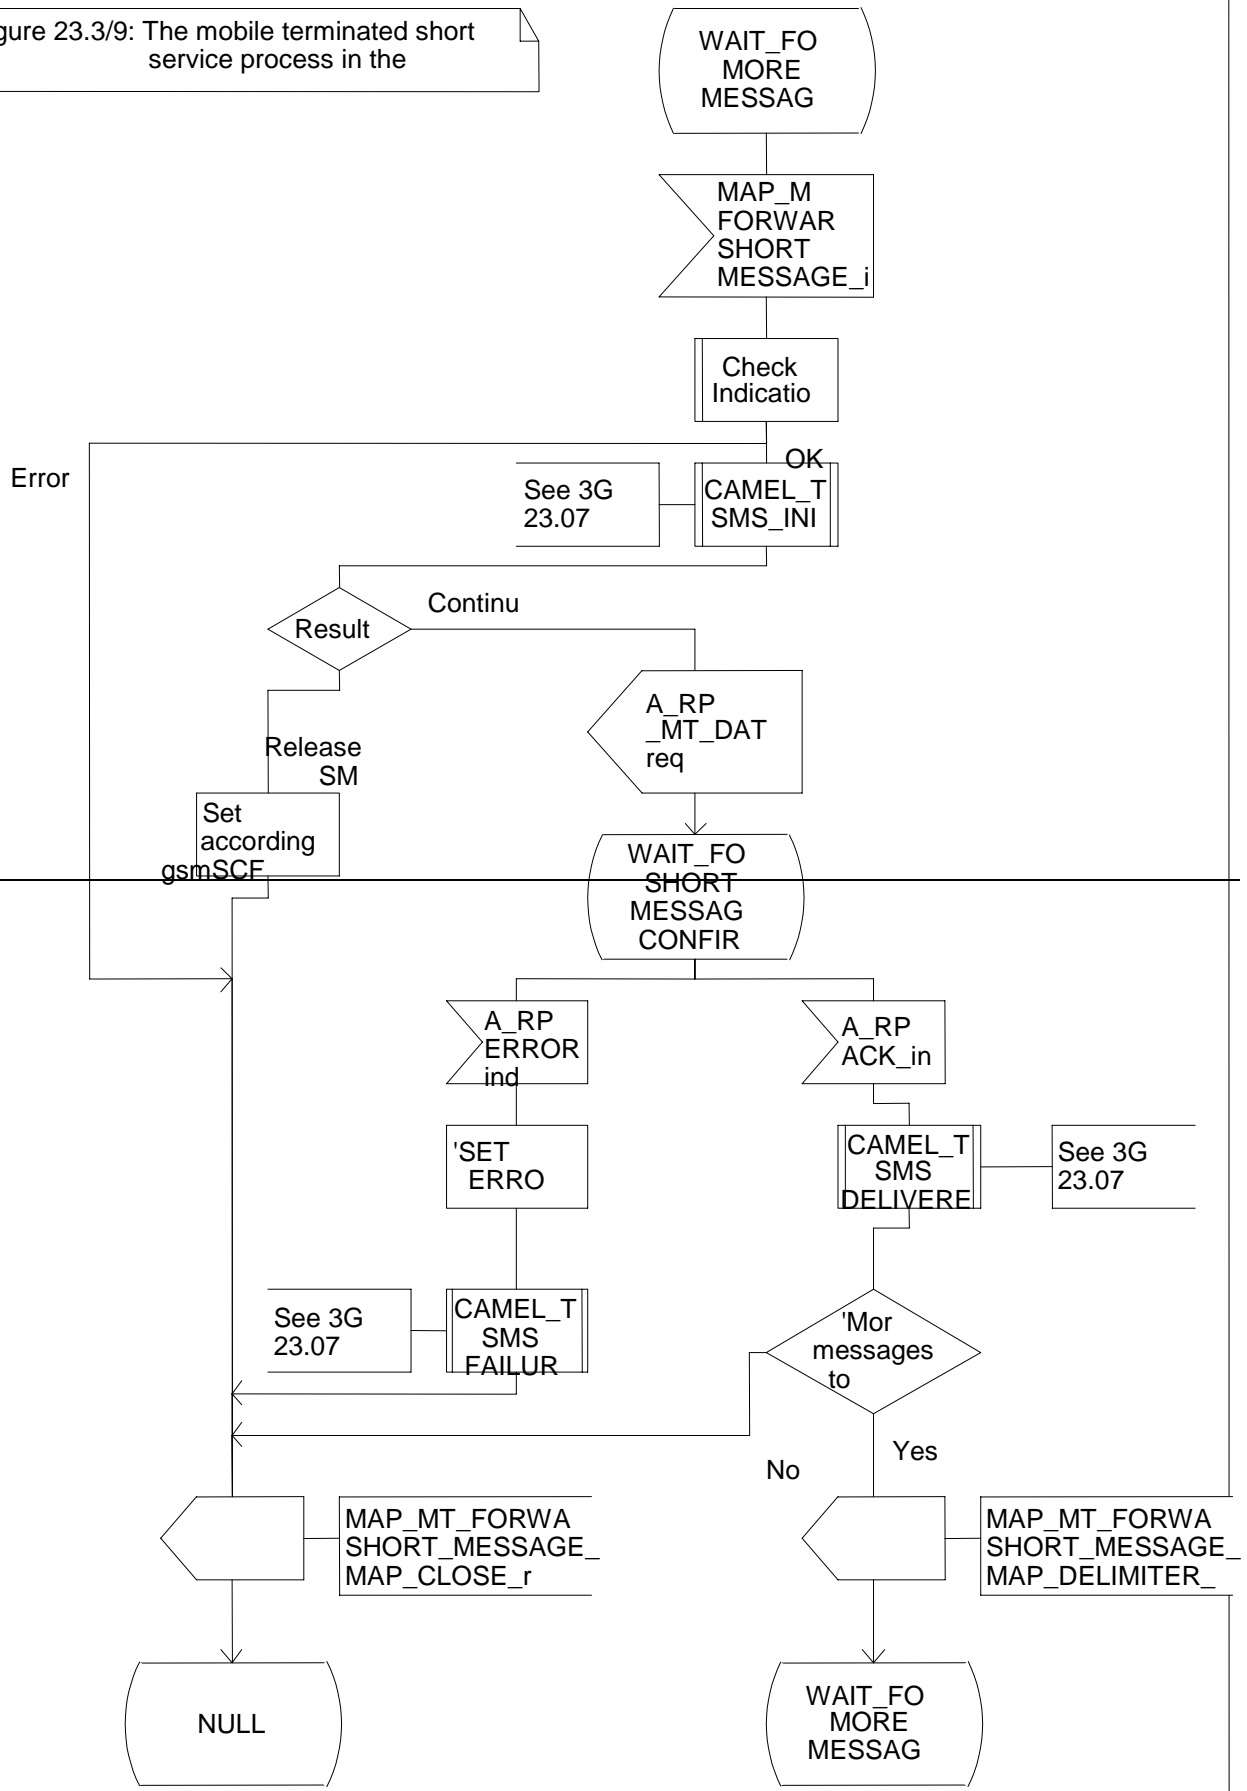 gure 23.3/9: The mobile terminated short
service process in the
WAIT_FO
MORE
MESSAG
MAP_M
FORWAR
SHORT
MESSAGE_i
Check
Indicatio
Error
OK
See 3G
23.07
CAMEL_T
SMS_INI
Result
Continu
A_RP
_MT_DAT
req
Release
SM
Set
according
gsmSCF
WAIT_FO
SHORT
MESSAG
CONFIR
A_RP
ERROR
ind
A_RP
ACK_in
'SET
ERRO
CAMEL_T
SMS
DELIVERE
See 3G
23.07
See 3G
23.07
CAMEL_T
SMS
FAILUR
'Mor
messages
to
No
Yes
MAP_MT_FORWA
SHORT_MESSAGE_
MAP_CLOSE_r
MAP_MT_FORWA
SHORT_MESSAGE_
MAP_DELIMITER_
NULL
WAIT_FO
MORE
MESSAG